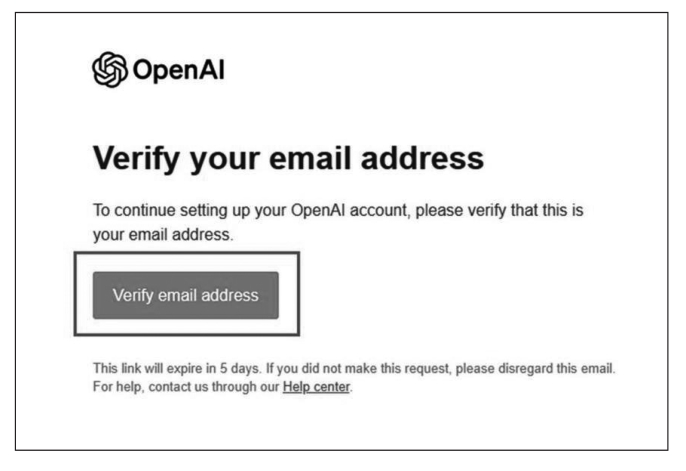 OpenAI
Verify your email address
To continue setting up your OpenAI account, please verify that this is
your email address.
Verify email address
This link will expire in 5 days. If you did not make this request, please disregard this email.
For help, contact us through our Help center.